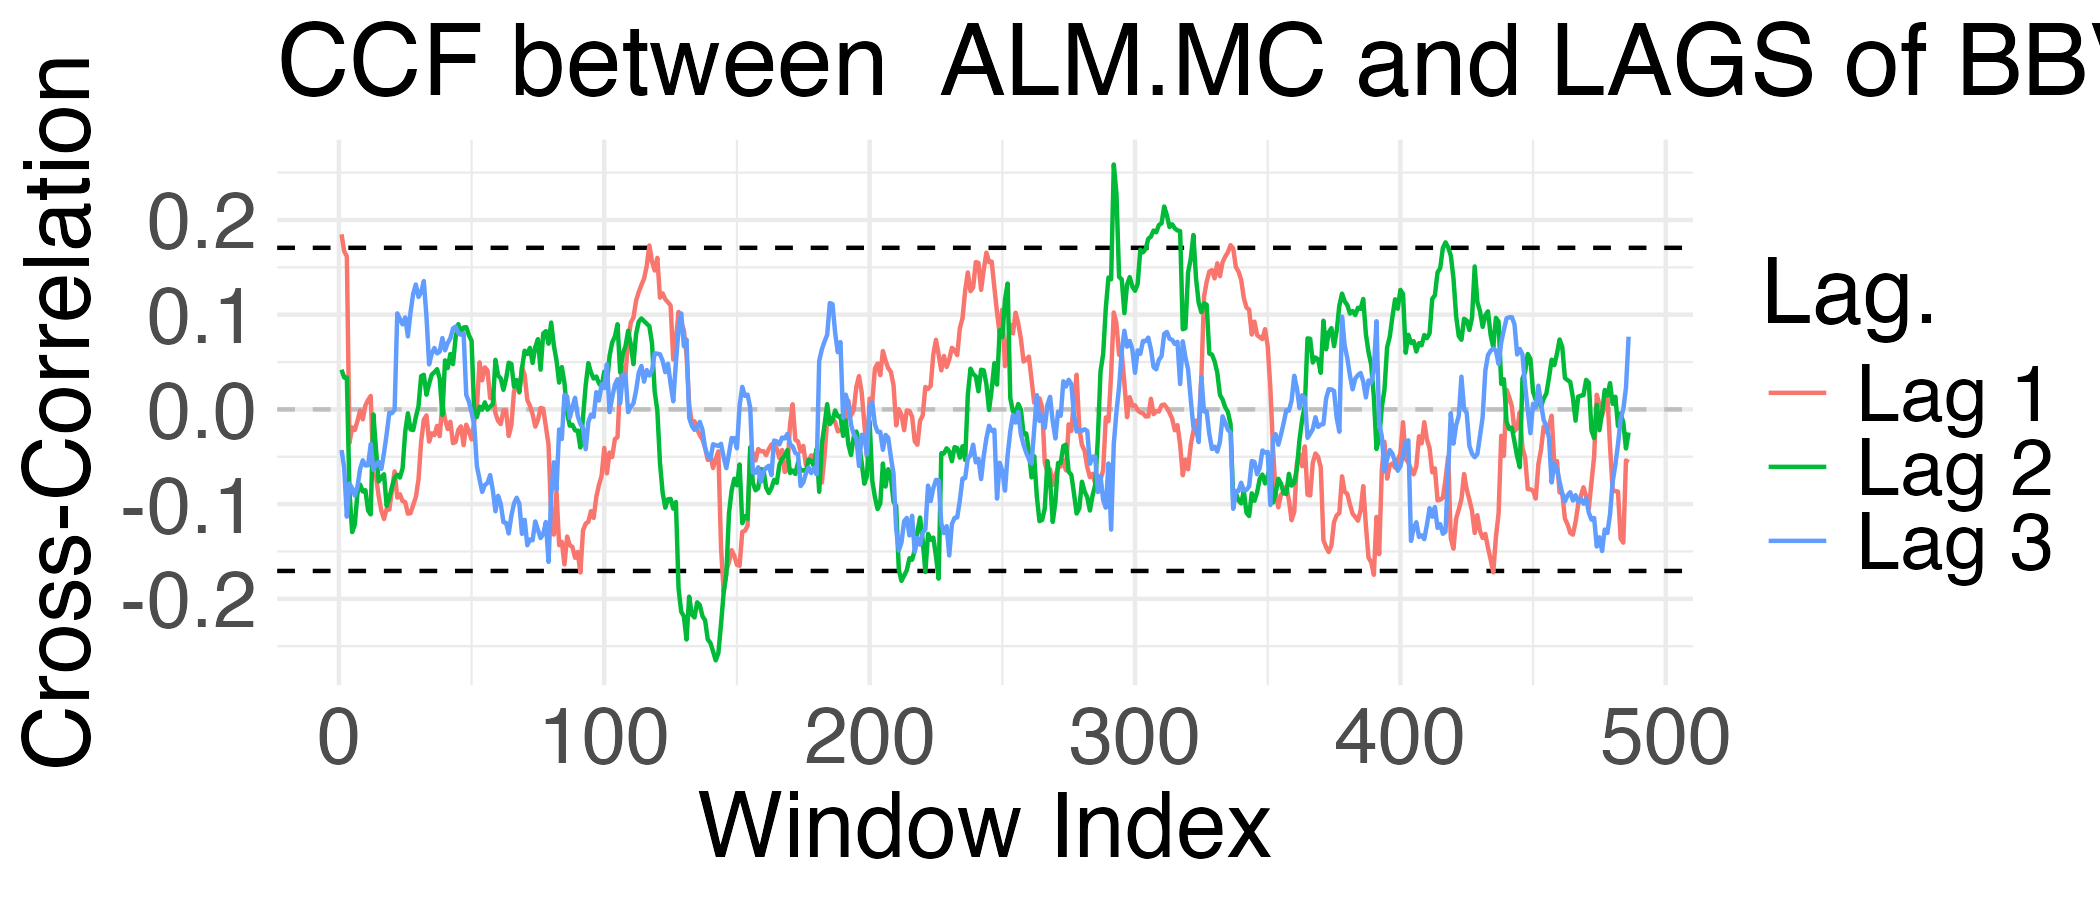 CCF between ALM.MC and LAGS of BBV
Cross-Correlation
0.2
0.1
0.0
-0.1
-0.2
0 100 200 300 400 500
Window Index
Lag.
Lag 1
Lag 2
Lag 3